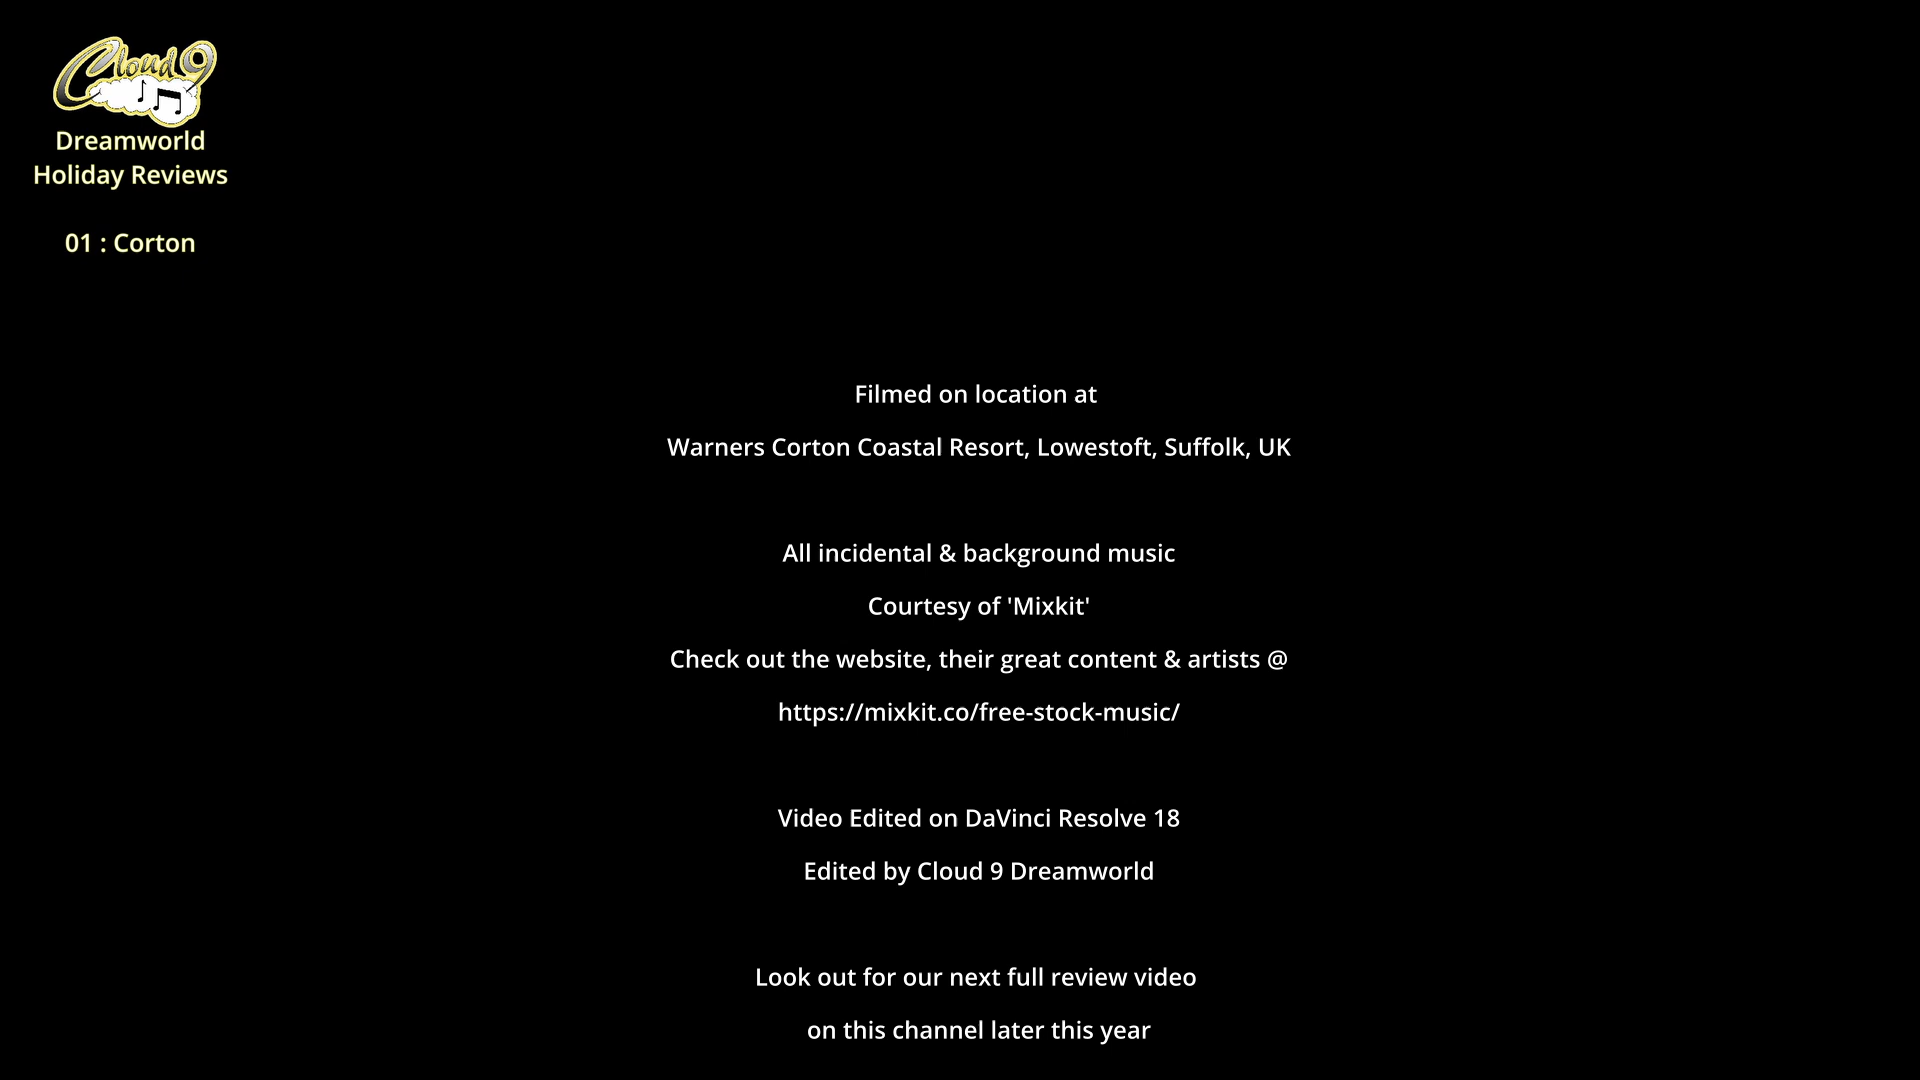 Cloud 9
Dreamworld
Holiday Reviews
01 : Corton
Filmed on location at
Warners Corton Coastal Resort, Lowestoft, Suffolk, UK
All incidental & background music
Courtesy of 'Mixkit'
Check out the website, their great content & artists @
https://mixkit.co/free-stock-music/
Video Edited on DaVinci Resolve 18
Edited by Cloud 9 Dreamworld
Look out for our next full review video
on this channel later this year